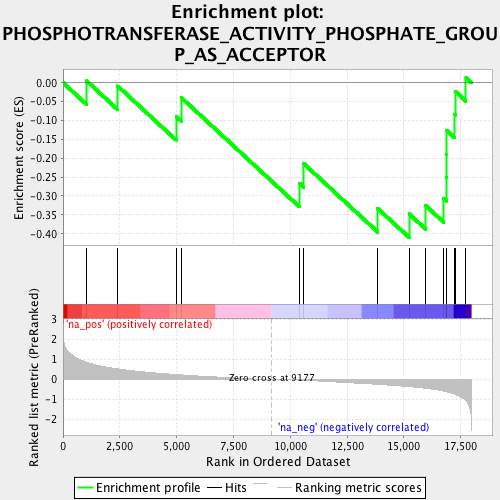 Enrichment plot:
PHOSPHOTRANSFERASE_ACTIVITY_PHOSPHATE_GROU
P_AS_ACCEPTOR
Enrichment score (ES)
0.00
-0.05
-0.10
-0.15
-0.20
-0.25
-0.30
-0.35
-0.40
'na_pos' (positively correlated)
Ranked list metric (PreRanked)
3
2
1
0
-1
-2
Zero cross at 9177
'na_neg' (negatively correlated)
0
2,500
5,000
7,500
10,000
12,500
15,000
17,500
Rank in Ordered Dataset
Enrichment profile
Hits
Ranking metric scores